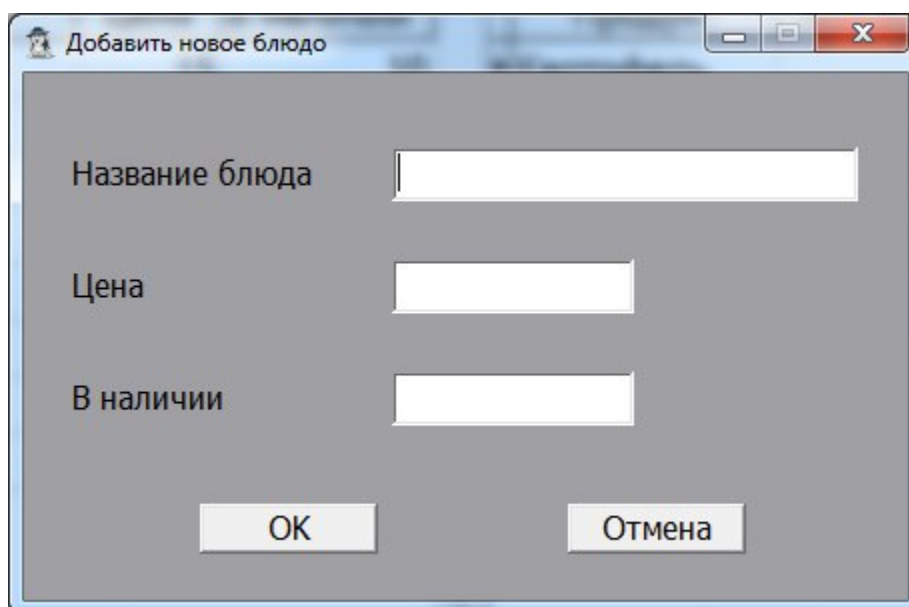 Добавить новое блюдо
Название блюда
Цена
В наличии
OK
Отмена